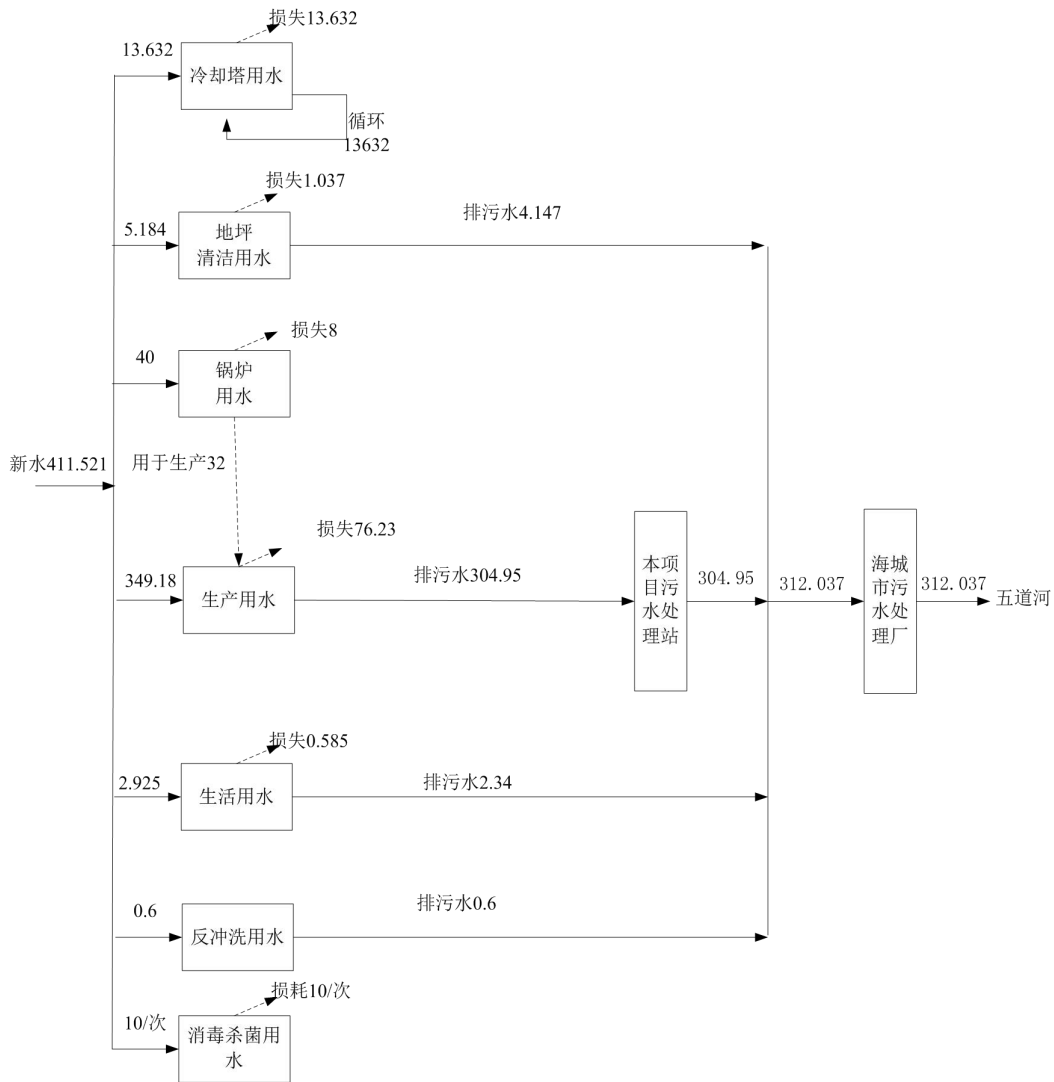 损失13.632
13.632
冷却塔用水
循环
13632
损失1.037
5.184
地坪
清洁用水
排污水4.147
损失8
40
锅炉
用水
新水411.521
用于生产32
损失76.23
349.18
生产用水
排污水304.95
本项
目污
水处
理站
304.95
312.037
海城
市污
水处
理厂
312.037
五道河
损失0.585
2.925
生活用水
排污水2.34
0.6
反冲洗用水
排污水0.6
损耗10/次
10/次
消毒杀菌用
水